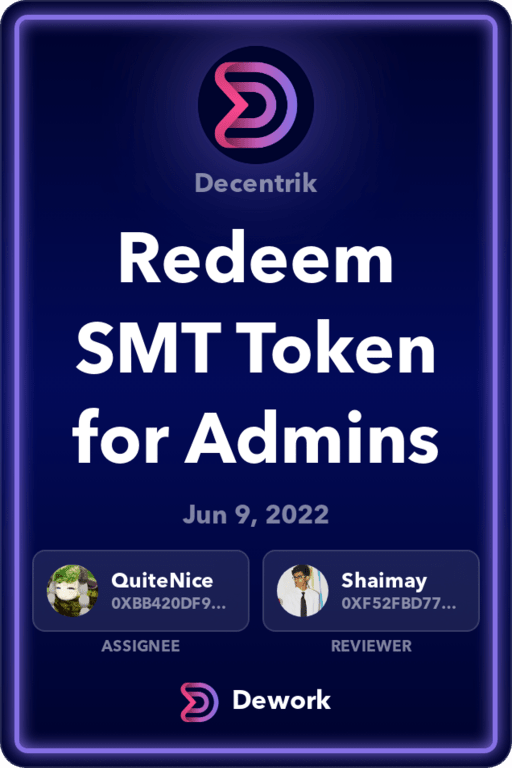 Decentrik
Redeem
SMT Token
for Admins
Jun 9, 2022
QuiteNice
0XBB420DF9...
ASSIGNEE
Shaimay
0XF52FBD77...
REVIEWER
Dework